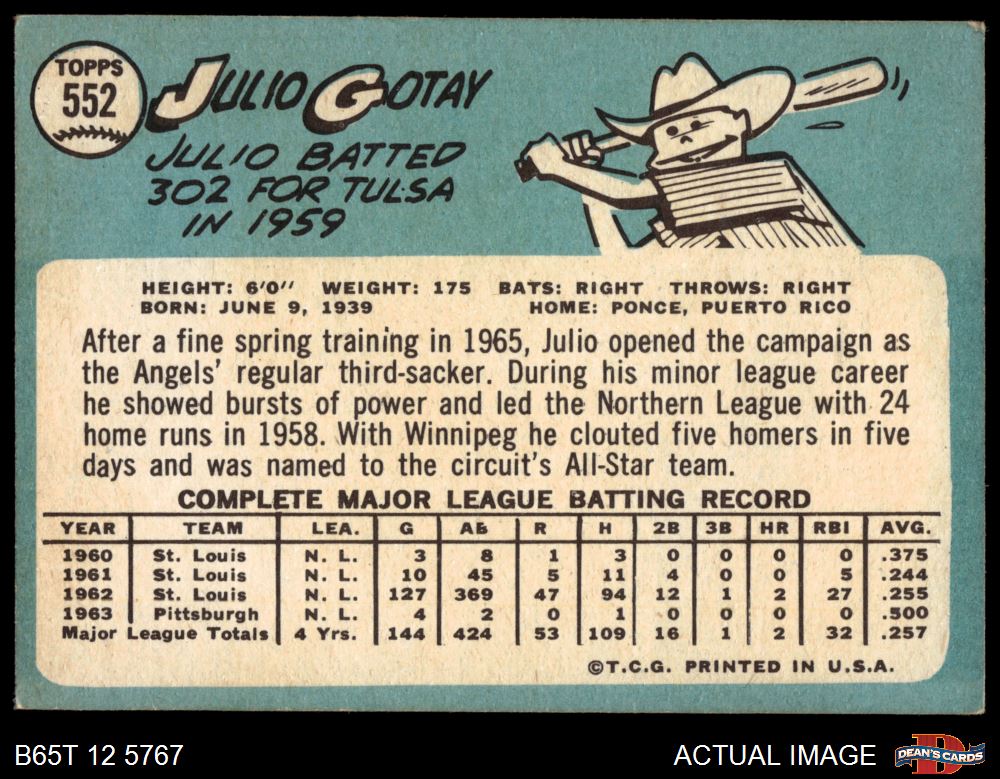 TOPPS
552
JULIO GOTAY
JULIO BATTED
302 FOR TULSA
IN 1959
HEIGHT: 6'0" WEIGHT: 175 BATS: RIGHT THROWS: RIGHT
BORN: JUNE 9, 1939 HOME: PONCE, PUERTO RICO
After a fine spring training in 1965, Julio opened the campaign as
the Angels' regular third-sacker. During his minor league career
he showed bursts of power and led the Northern League with 24
home runs in 1958. With Winnipeg he clouted five homers in five
days and was named to the circuit's All-Star team.
COMPLETE MAJOR LEAGUE BATTING RECORD
YEAR TEAM LEA. G AB R H 2B 3B HR RBI AVG.
1960 St. Louis N. L. 3 8 1 3 0 0 0 0 .375
1961 St. Louis N. L. 10 45 5 11 4 0 0 5 .244
1962 St. Louis N. L. 127 369 47 94 12 1 2 27 .255
1963 Pittsburgh N. L. 4 2 0 1 0 0 0 0 .500
Major League Totals 4 Yrs. 144 424 53 109 16 1 2 32 .257
©T.C.G. PRINTED IN U.S.A.
B65T 12 5767 ACTUAL IMAGE DEAN'S CARDS